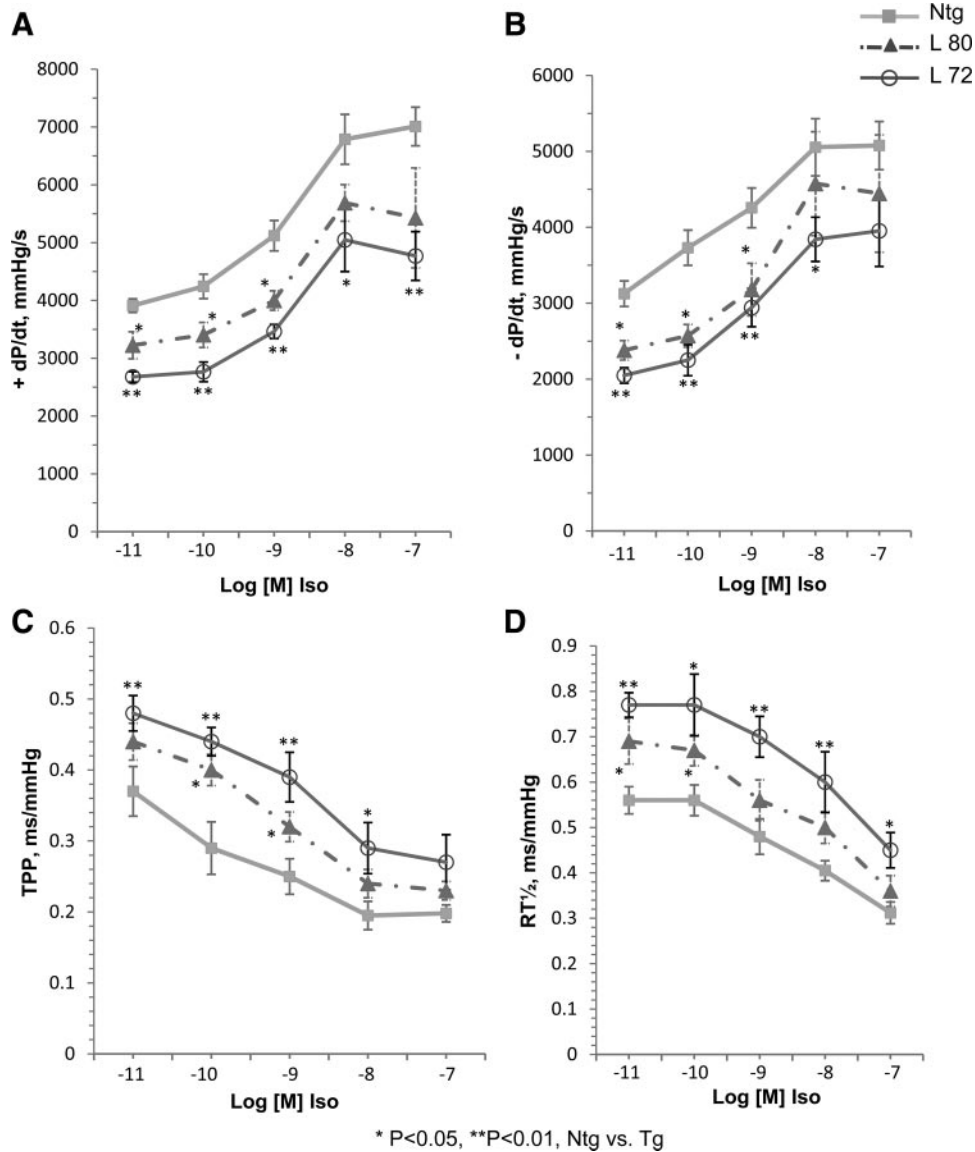 A
B
Ntg
L 80
L 72
8000
7000
6000
5000
4000
3000
2000
1000
0
+ dP/dt, mmHg/s
* * *
** ** ** * **
-11 -10 -9 -8 -7
Log [M] Iso
6000
5000
4000
3000
2000
1000
0
- dP/dt, mmHg/s
* * *
** ** ** *
-11 -10 -9 -8 -7
Log [M] Iso
C
0.6
0.5
0.4
0.3
0.2
0.1
0
TPP, ms/mmHg
** ** ** *
* *
-11 -10 -9 -8 -7
Log [M] Iso
D
0.9
0.8
0.7
0.6
0.5
0.4
0.3
0.2
0.1
0
RT½, ms/mmHg
** * ** ** *
* *
-11 -10 -9 -8 -7
Log [M] Iso
* P<0.05, **P<0.01, Ntg vs. Tg